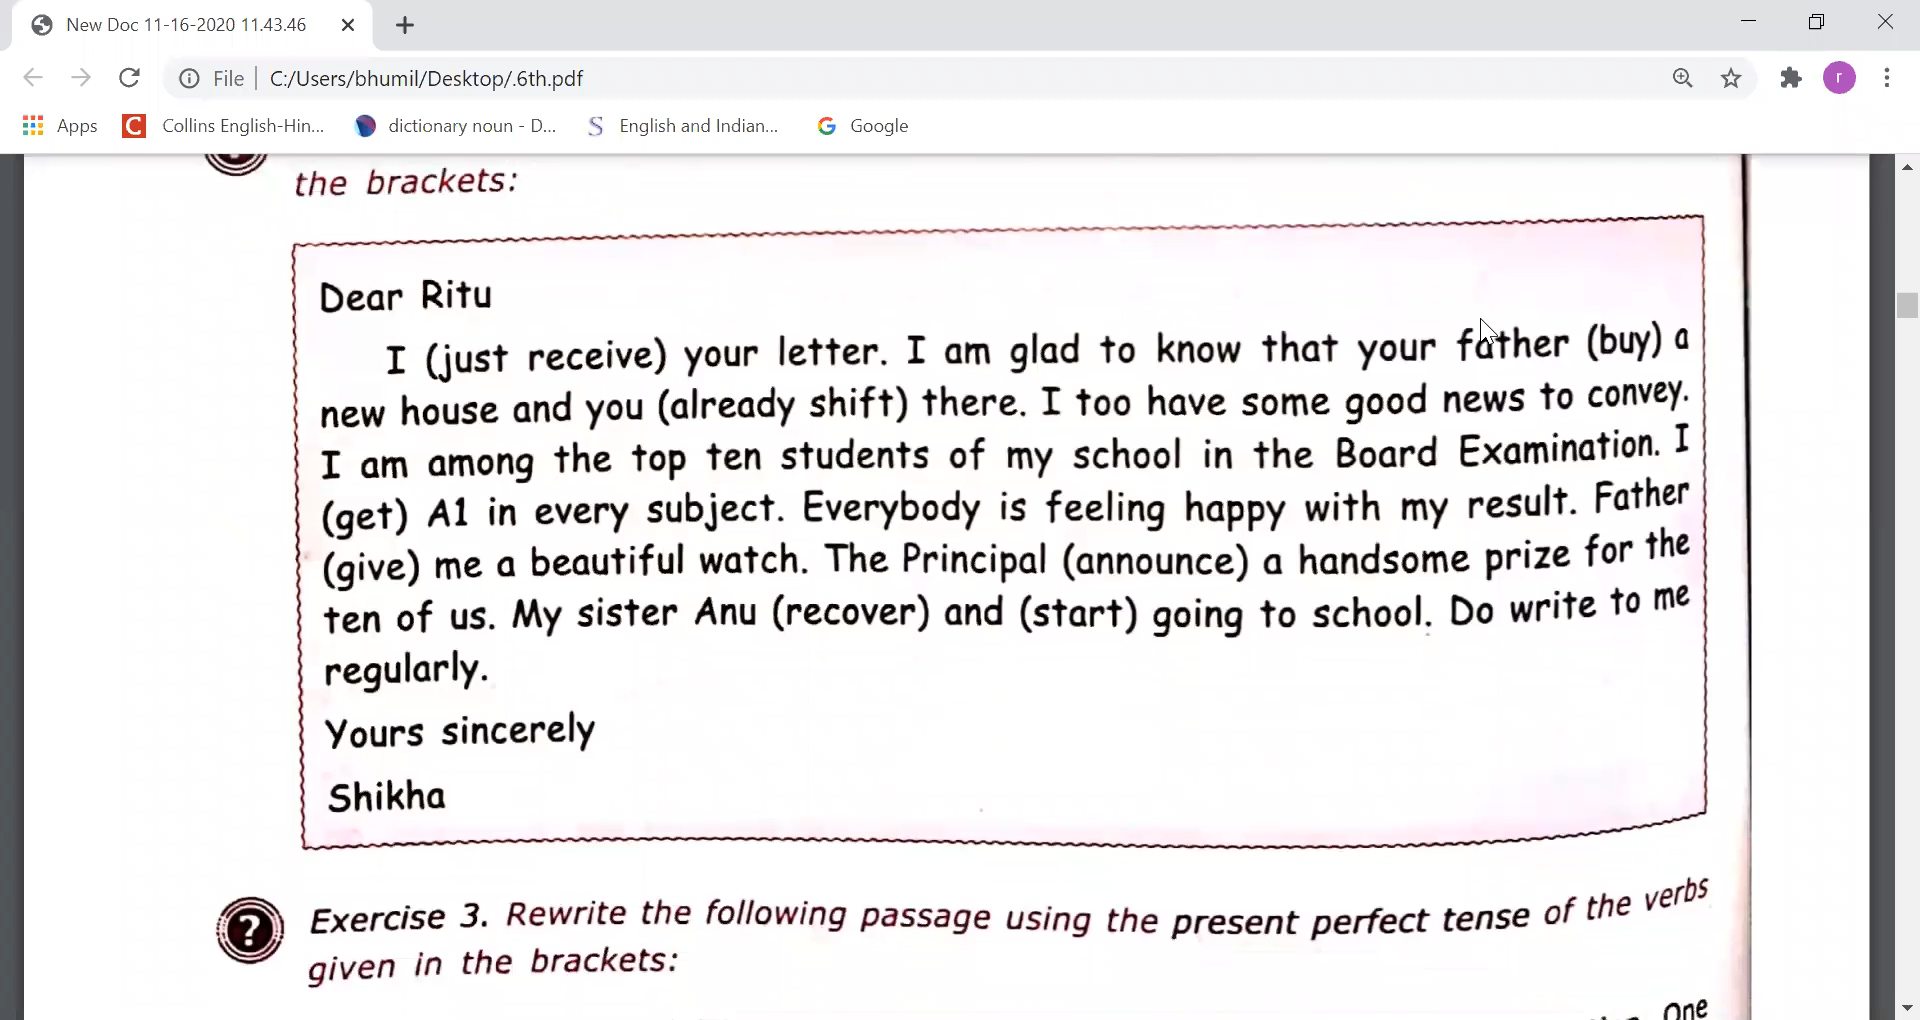 New Doc 11-16-2020 11.43.46
File | C:/Users/bhumil/Desktop/.6th.pdf
Apps Collins English-Hin... dictionary noun - D... English and Indian... Google
the brackets:
Dear Ritu
I (just receive) your letter. I am glad to know that your father (buy) a
new house and you (already shift) there. I too have some good news to convey.
I am among the top ten students of my school in the Board Examination. I
(get) A1 in every subject. Everybody is feeling happy with my result. Father
(give) me a beautiful watch. The Principal (announce) a handsome prize for the
ten of us. My sister Anu (recover) and (start) going to school. Do write to me
regularly.
Yours sincerely
Shikha
? Exercise 3. Rewrite the following passage using the present perfect tense of the verbs
given in the brackets:
One